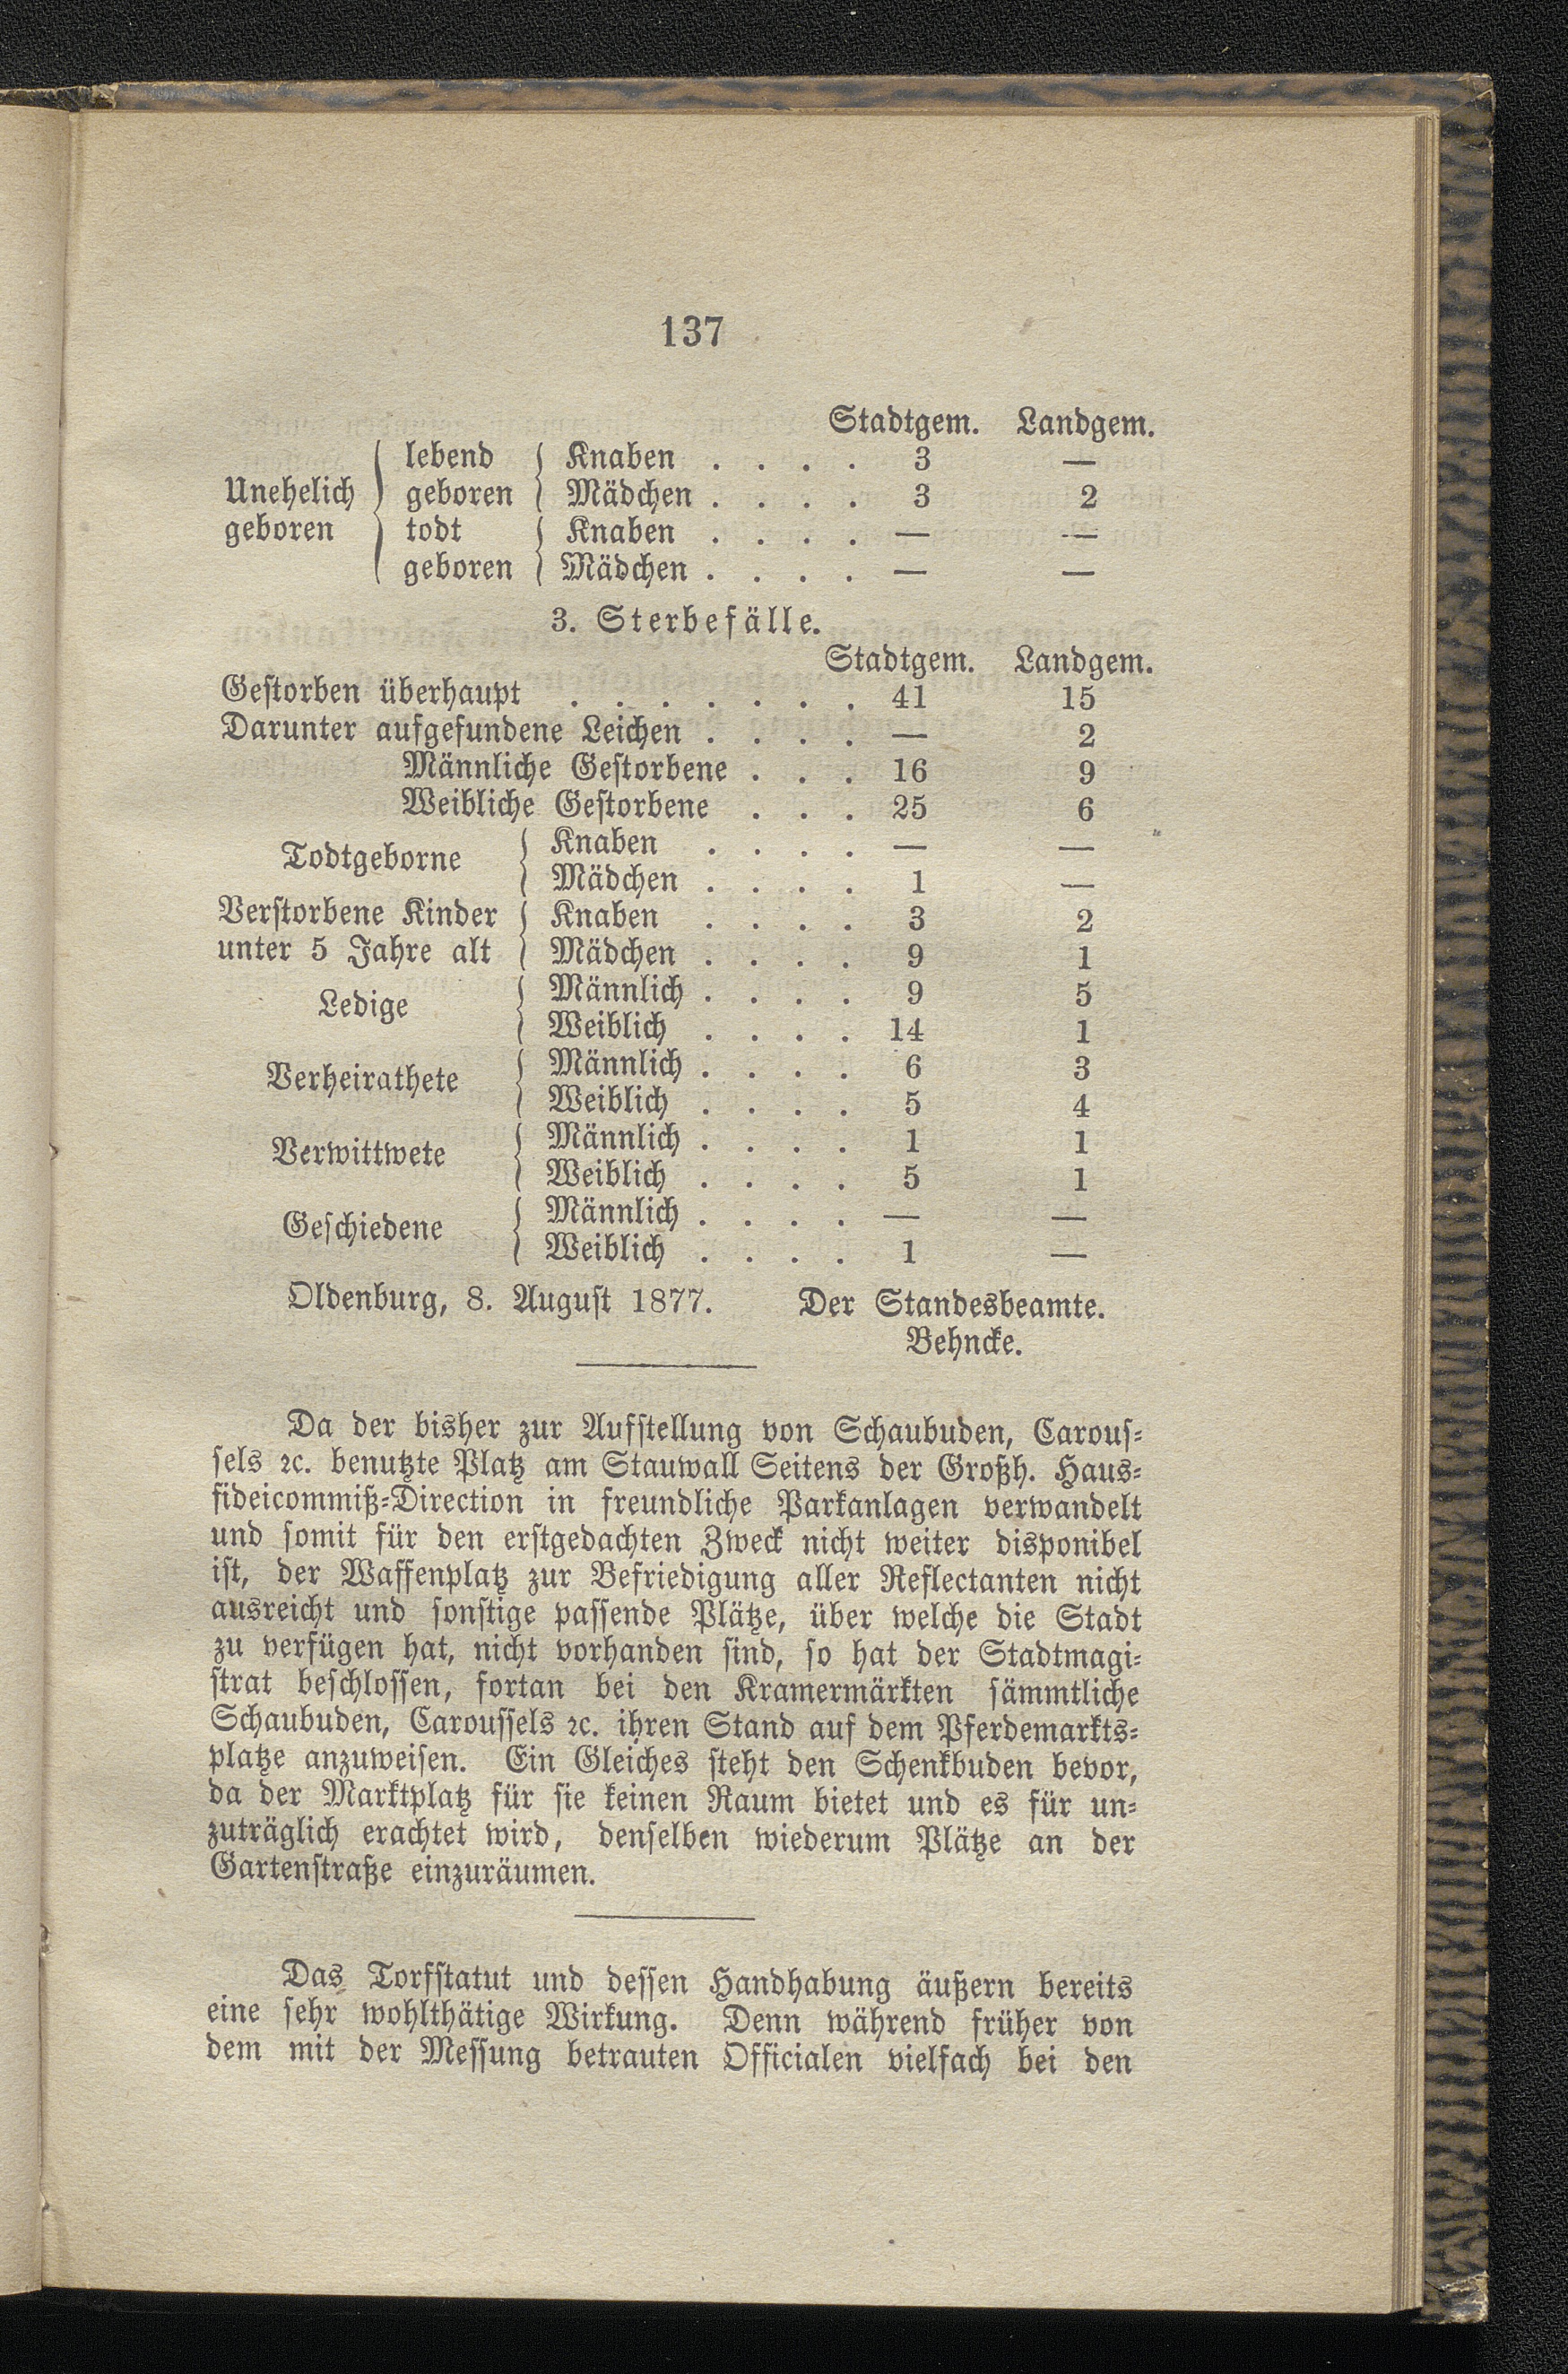 137
Stadtgem. Landgem.
lebend { Knaben . . . . 3 —
Unehelich { geboren { Mädchen . . . . 3 2
geboren { todt { Knaben . . . . — —
geboren { Mädchen . . . . — —
3. Sterbefälle.
Stadtgem. Landgem.
Gestorben überhaupt . . . . . . . 41 15
Darunter aufgefundene Leichen . . . . — 2
Männliche Gestorbene . . . 16 9
Weibliche Gestorbene . . . 25 6
Todtgeborne { Knaben . . . . — —
Mädchen . . . . 1 —
Verstorbene Kinder { Knaben . . . . 3 2
unter 5 Jahre alt { Mädchen . . . . 9 1
Ledige { Männlich . . . . 9 5
Weiblich . . . . 14 1
Verheirathete { Männlich . . . . 6 3
Weiblich . . . . 5 4
Verwittwete { Männlich . . . . 1 1
Weiblich . . . . 5 1
Geschiedene { Männlich . . . . — —
Weiblich . . . . 1 —
Oldenburg, 8. August 1877. Der Standesbeamte.
Behncke.
Da der bisher zur Aufstellung von Schaubuden, Carous-
sels ꝛc. benutzte Platz am Stauwall Seitens der Großh. Haus-
fideicommiß-Direction in freundliche Parkanlagen verwandelt
und somit für den erstgedachten Zweck nicht weiter disponibel
ist, der Waffenplatz zur Befriedigung aller Reflectanten nicht
ausreicht und sonstige passende Plätze, über welche die Stadt
zu verfügen hat, nicht vorhanden sind, so hat der Stadtmagi-
strat beschlossen, fortan bei den Kramermärkten sämmtliche
Schaubuden, Caroussels ꝛc. ihren Stand auf dem Pferdemarkts-
platze anzuweisen. Ein Gleiches steht den Schenkbuden bevor,
da der Marktplatz für sie keinen Raum bietet und es für un-
zuträglich erachtet wird, denselben wiederum Plätze an der
Gartenstraße einzuräumen.
Das Torfstatut und dessen Handhabung äußern bereits
eine sehr wohlthätige Wirkung. Denn während früher von
dem mit der Messung betrauten Officialen vielfach bei den